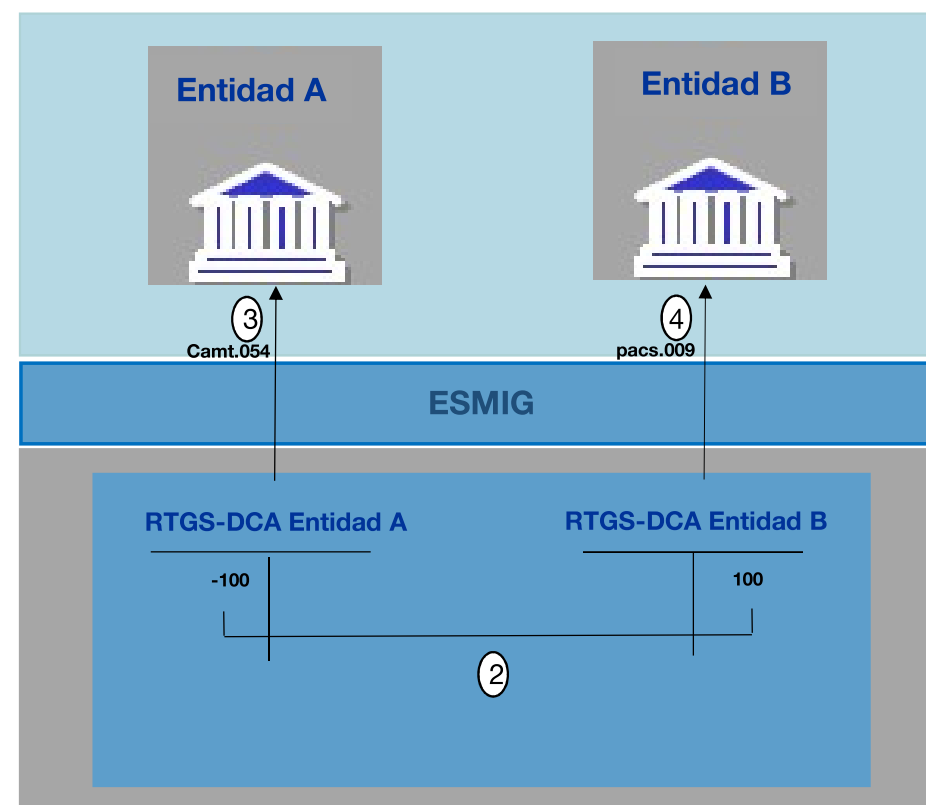 Entidad A
Entidad B
3
Camt.054
4
pacs.009
ESMIG
RTGS-DCA Entidad A
RTGS-DCA Entidad B
-100
100
2